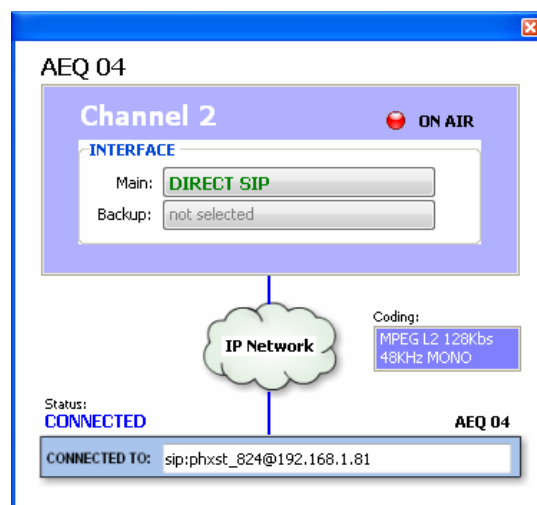 AEQ 04
Channel 2
ON AIR
INTERFACE
Main: DIRECT SIP
Backup: not selected
IP Network
Coding:
MPEG L2 128Kbs
48KHz MONO
Status:
CONNECTED
AEQ 04
CONNECTED TO: sip:phxst_824@192.168.1.81